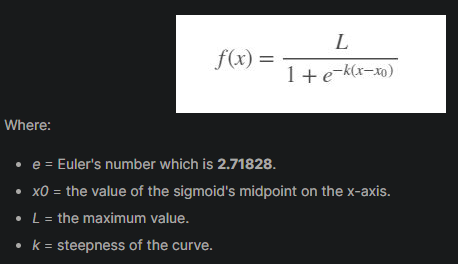 f(x) = L / 1 + e^−k(x−x₀)
Where:
• e = Euler's number which is 2.71828.
• x0 = the value of the sigmoid's midpoint on the x-axis.
• L = the maximum value.
• k = steepness of the curve.